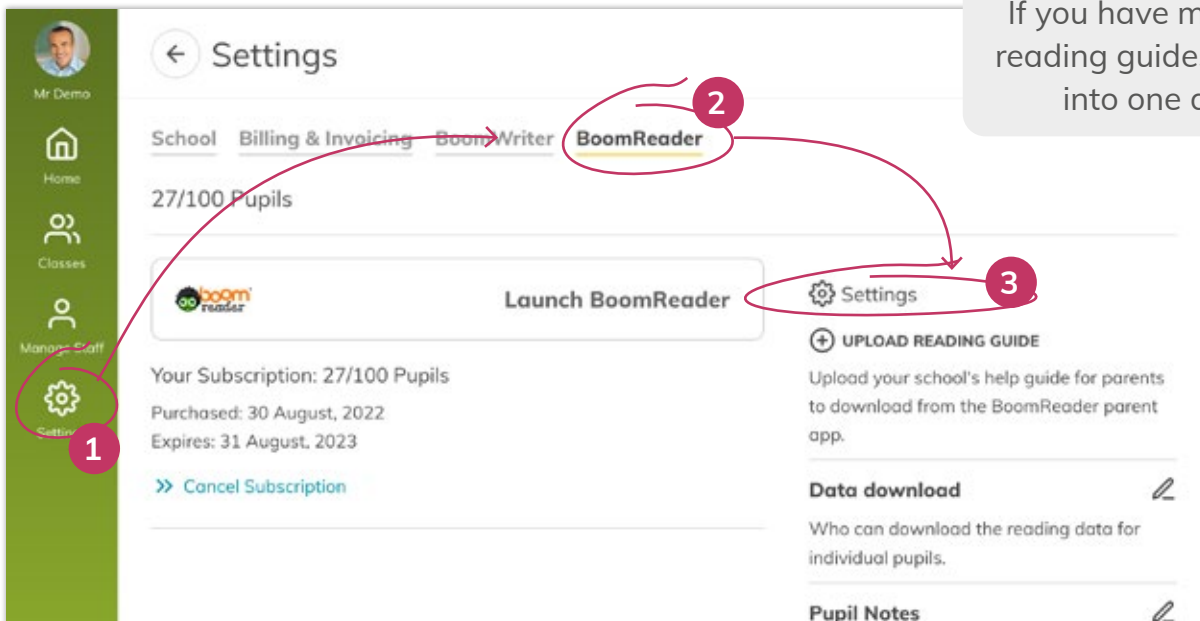 If you have m
reading guide
into one
Mr Demo
Home
Classes
Manage Staff
Settin
1
Settings
School Billing & Invoicing BoomWriter BoomReader
2
27/100 Pupils
boom reader
Launch BoomReader
Your Subscription: 27/100 Pupils
Purchased: 30 August, 2022
Expires: 31 August, 2023
>> Cancel Subscription
Settings
3
UPLOAD READING GUIDE
Upload your school's help guide for parents
to download from the BoomReader parent
app.
Data download
Who can download the reading data for
individual pupils.
Pupil Notes